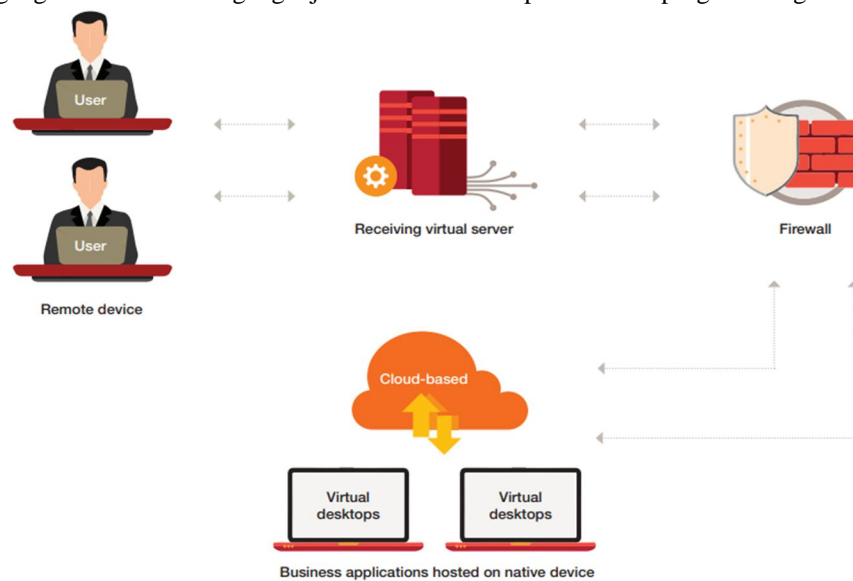 User
User
Remote device
Receiving virtual server
Firewall
Cloud-based
Virtual
desktops
Virtual
desktops
Business applications hosted on native device